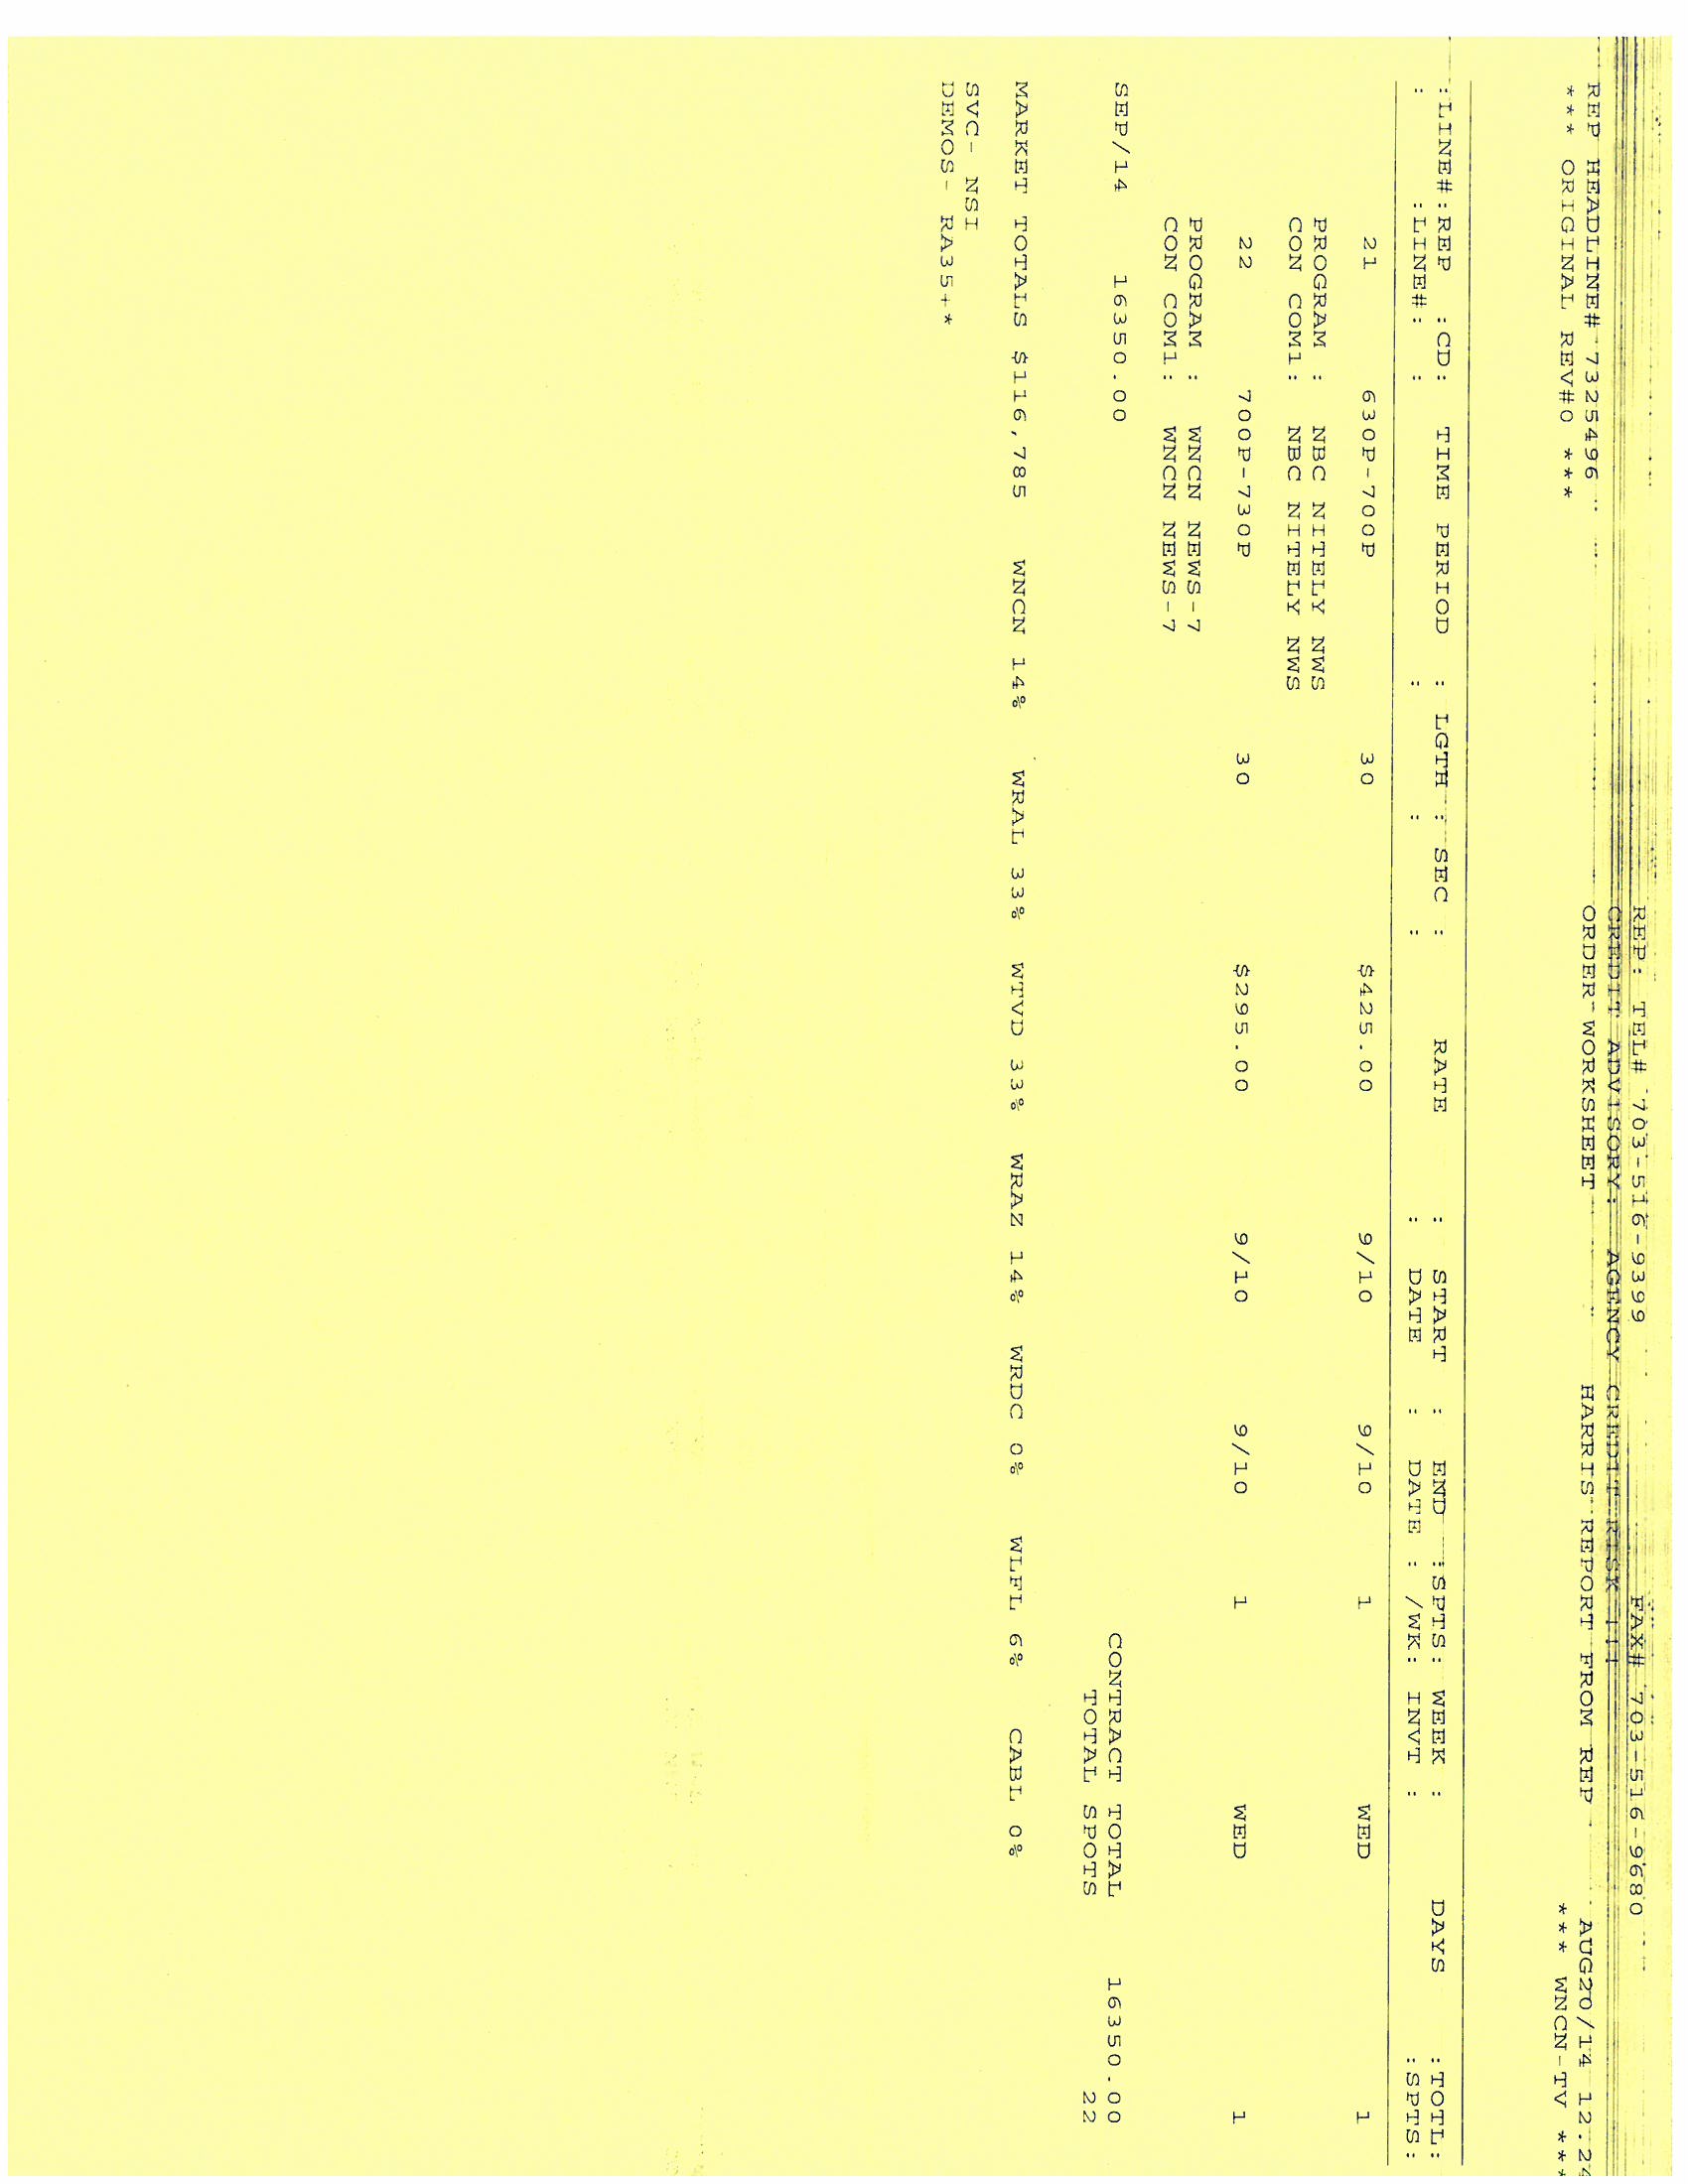 REP: TEL# 703-516-9399 FAX# 703-516-9680
CREDIT ADVISORY: AGENCY CREDIT RISK !!!
REP HEADLINE# 7325496 ORDER WORKSHEET HARRIS REPORT FROM REP AUG20/14 12.24
*** ORIGINAL REV#0 *** *** WNCN-TV ***
:LINE#:REP :CD: TIME PERIOD : LGTH : SEC : RATE : START : END :SPTS: WEEK : DAYS :TOTL:
: :LINE#: : : : : : DATE : DATE : /WK: INVT : :SPTS:
21 630P-700P 30 $425.00 9/10 9/10 1 WED 1
PROGRAM : NBC NITELY NWS
CON COM1: NBC NITELY NWS
22 700P-730P 30 $295.00 9/10 9/10 1 WED 1
PROGRAM : WNCN NEWS-7
CON COM1: WNCN NEWS-7
SEP/14 16350.00 CONTRACT TOTAL 16350.00
TOTAL SPOTS 22
MARKET TOTALS $116,785 WNCN 14% WRAL 33% WTVD 33% WRAZ 14% WRDC 0% WLFL 6% CABL 0%
SVC- NSI
DEMOS- RA35+*